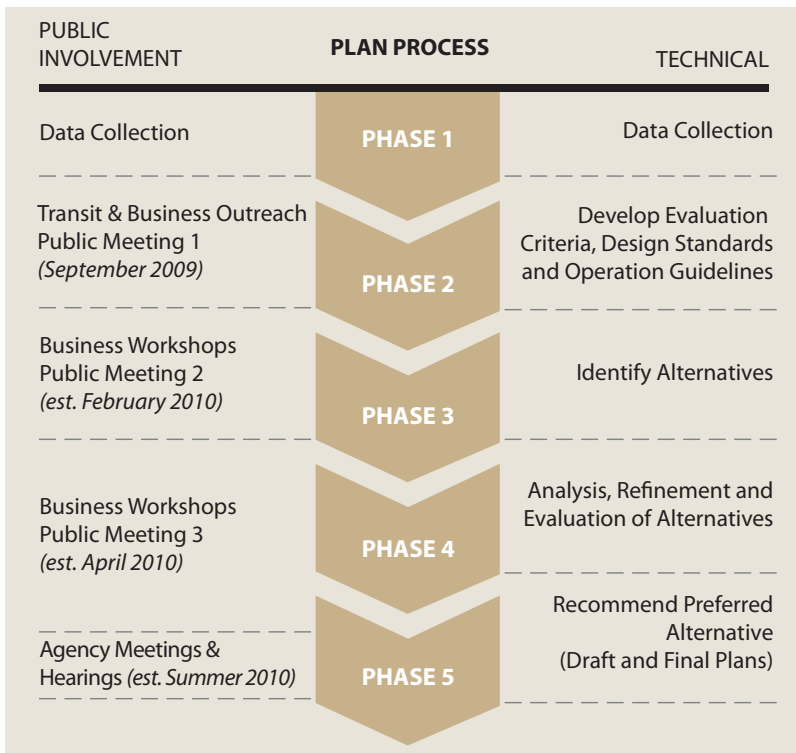 PUBLIC
INVOLVEMENT
PLAN PROCESS
TECHNICAL
Data Collection
PHASE 1
Data Collection
Transit & Business Outreach
Public Meeting 1
(September 2009)
PHASE 2
Develop Evaluation
Criteria, Design Standards
and Operation Guidelines
Business Workshops
Public Meeting 2
(est. February 2010)
PHASE 3
Identify Alternatives
Business Workshops
Public Meeting 3
(est. April 2010)
PHASE 4
Analysis, Refinement and
Evaluation of Alternatives
Agency Meetings &
Hearings (est. Summer 2010)
PHASE 5
Recommend Preferred
Alternative
(Draft and Final Plans)